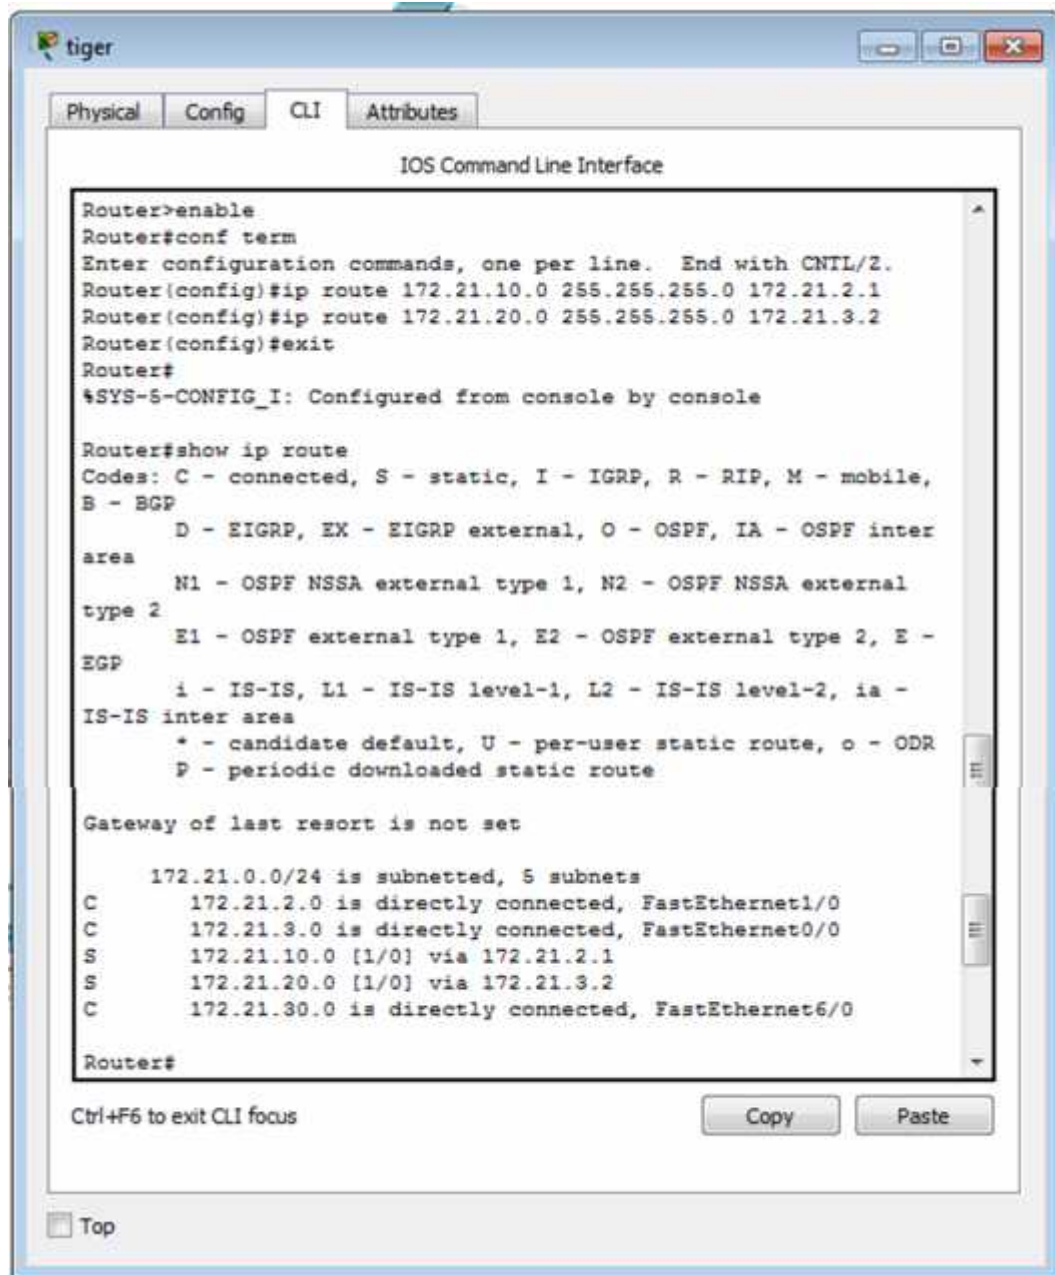 tiger
Physical Config CLI Attributes
IOS Command Line Interface
Router>enable
Router#conf term
Enter configuration commands, one per line.  End with CNTL/Z.
Router(config)#ip route 172.21.10.0 255.255.255.0 172.21.2.1
Router(config)#ip route 172.21.20.0 255.255.255.0 172.21.3.2
Router(config)#exit
Router#
%SYS-5-CONFIG_I: Configured from console by console
Router#show ip route
Codes: C - connected, S - static, I - IGRP, R - RIP, M - mobile,
B - BGP
D - EIGRP, EX - EIGRP external, O - OSPF, IA - OSPF inter
area
N1 - OSPF NSSA external type 1, N2 - OSPF NSSA external
type 2
E1 - OSPF external type 1, E2 - OSPF external type 2, E -
EGP
i - IS-IS, L1 - IS-IS level-1, L2 - IS-IS level-2, ia -
IS-IS inter area
* - candidate default, U - per-user static route, o - ODR
P - periodic downloaded static route
Gateway of last resort is not set
172.21.0.0/24 is subnetted, 5 subnets
C 172.21.2.0 is directly connected, FastEthernet1/0
C 172.21.3.0 is directly connected, FastEthernet0/0
S 172.21.10.0 [1/0] via 172.21.2.1
S 172.21.20.0 [1/0] via 172.21.3.2
C 172.21.30.0 is directly connected, FastEthernet6/0
Router#
Ctrl+F6 to exit CLI focus Copy Paste
Top